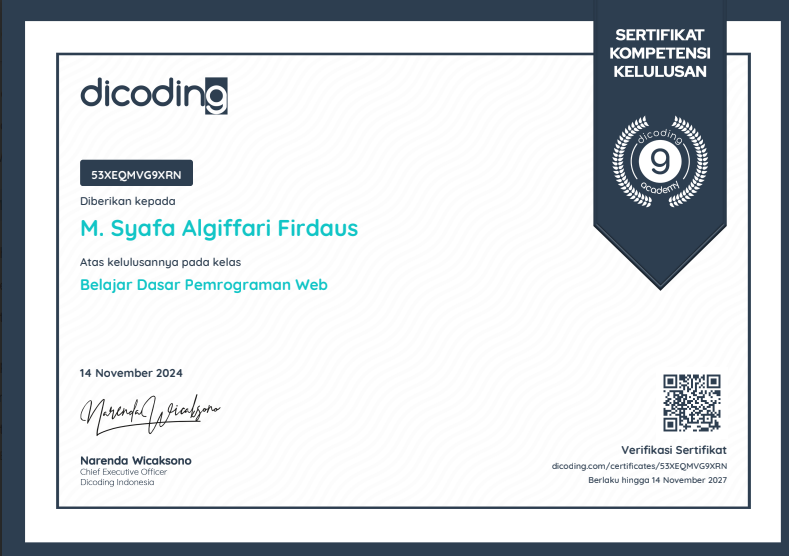 SERTIFIKAT
KOMPETENSI
KELULUSAN
dicoding
dicoding
9
academy
53XEQMVG9XRN
Diberikan kepada
M. Syafa Algiffari Firdaus
Atas kelulusannya pada kelas
Belajar Dasar Pemrograman Web
14 November 2024
Narenda Wicaksono
Narenda Wicaksono
Chief Executive Officer
Dicoding Indonesia
Verifikasi Sertifikat
dicoding.com/certificates/53XEQMVG9XRN
Berlaku hingga 14 November 2027